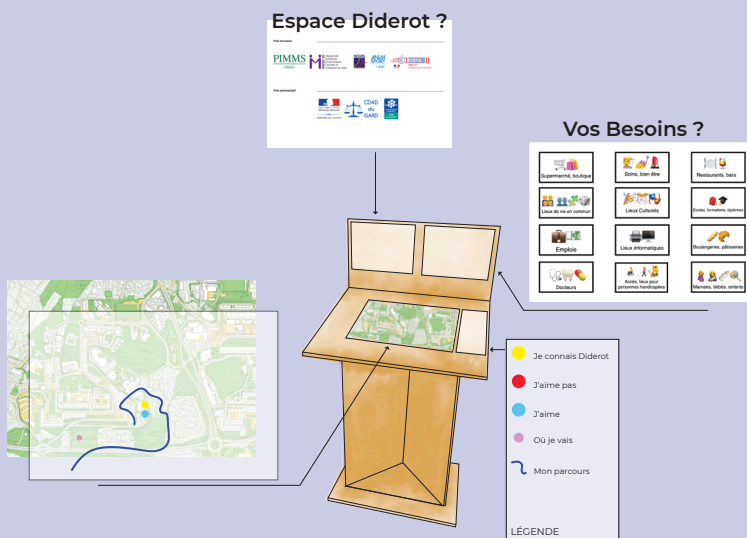 Espace Diderot ?
PIMMS
CDAD
du
GARD
Vos Besoins ?
Supermarché, boutique
Soins, bien être
Restaurants, bars
Lieux de vie en commun
Lieux Culturels
Écoles, formations, diplômes
Emplois
Lieux informatiques
Boulangeries, pâtisseries
Docteurs
Accès, lieux pour
personnes handicapées
Mamans, bébés, enfants
Je connais Diderot
J'aime pas
J'aime
Où je vais
Mon parcours
LÉGENDE